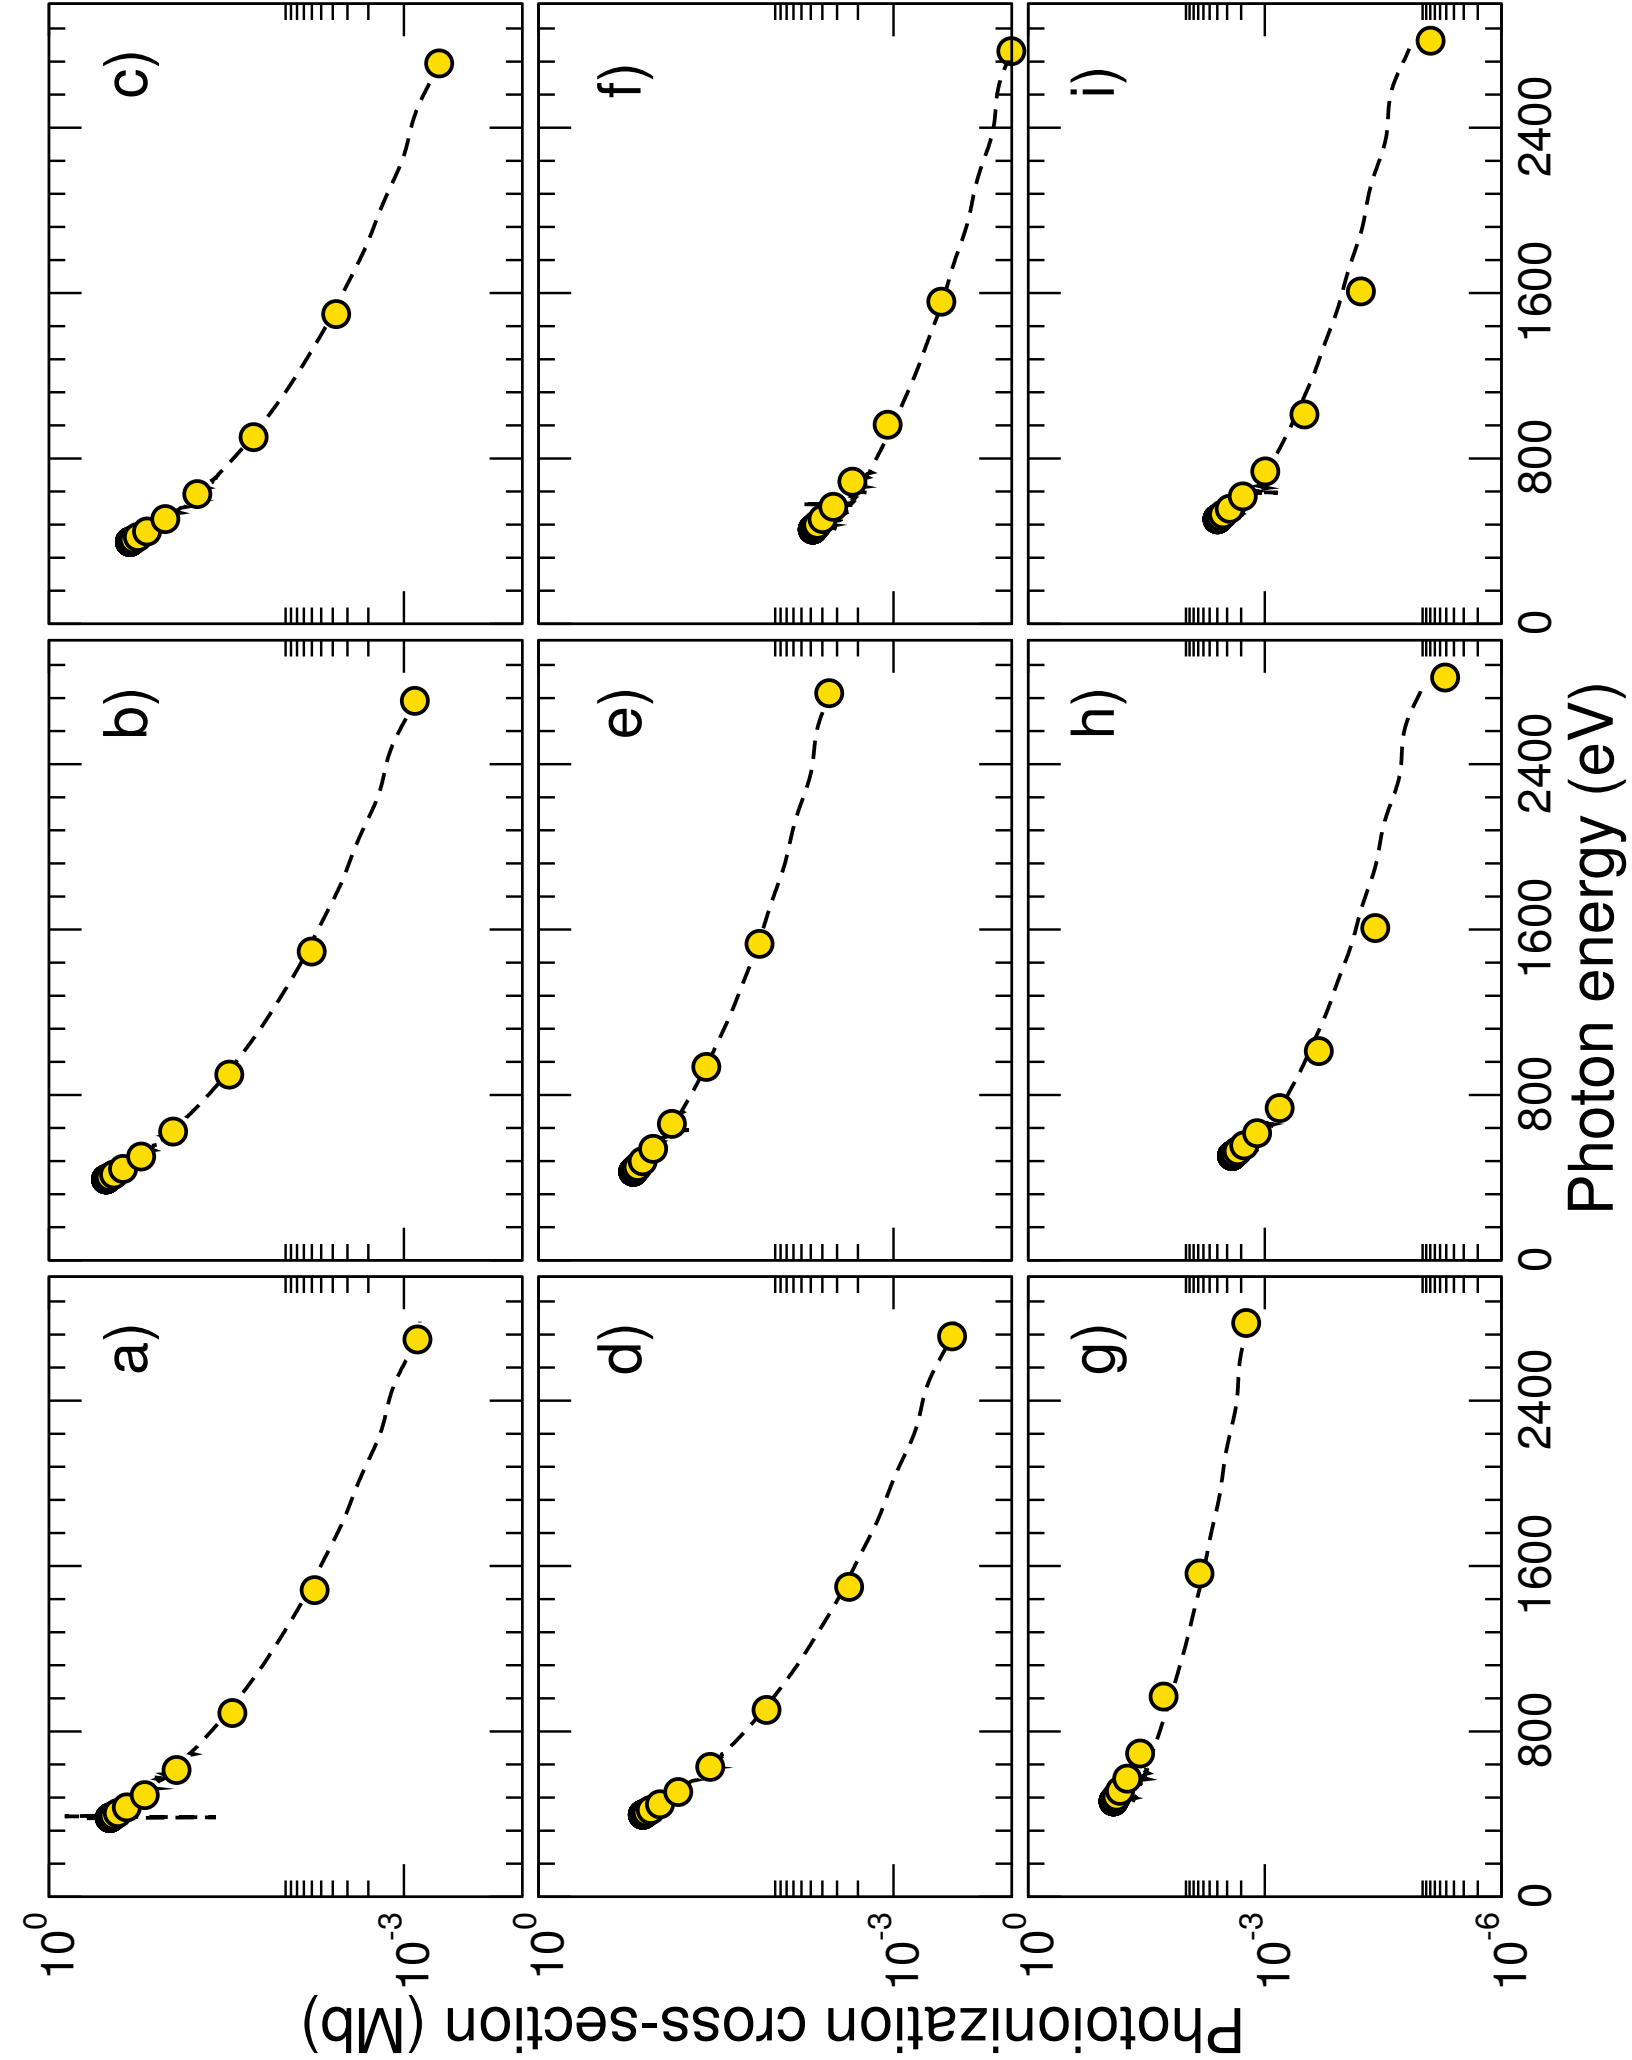 Photoionization cross-section (Mb)
10^0
10^-3
a)
b)
c)
10^0
10^-3
d)
e)
f)
10^0
10^-3
10^-6
g)
h)
i)
0 800 1600 2400 0 800 1600 2400 0 800 1600 2400
Photon energy (eV)